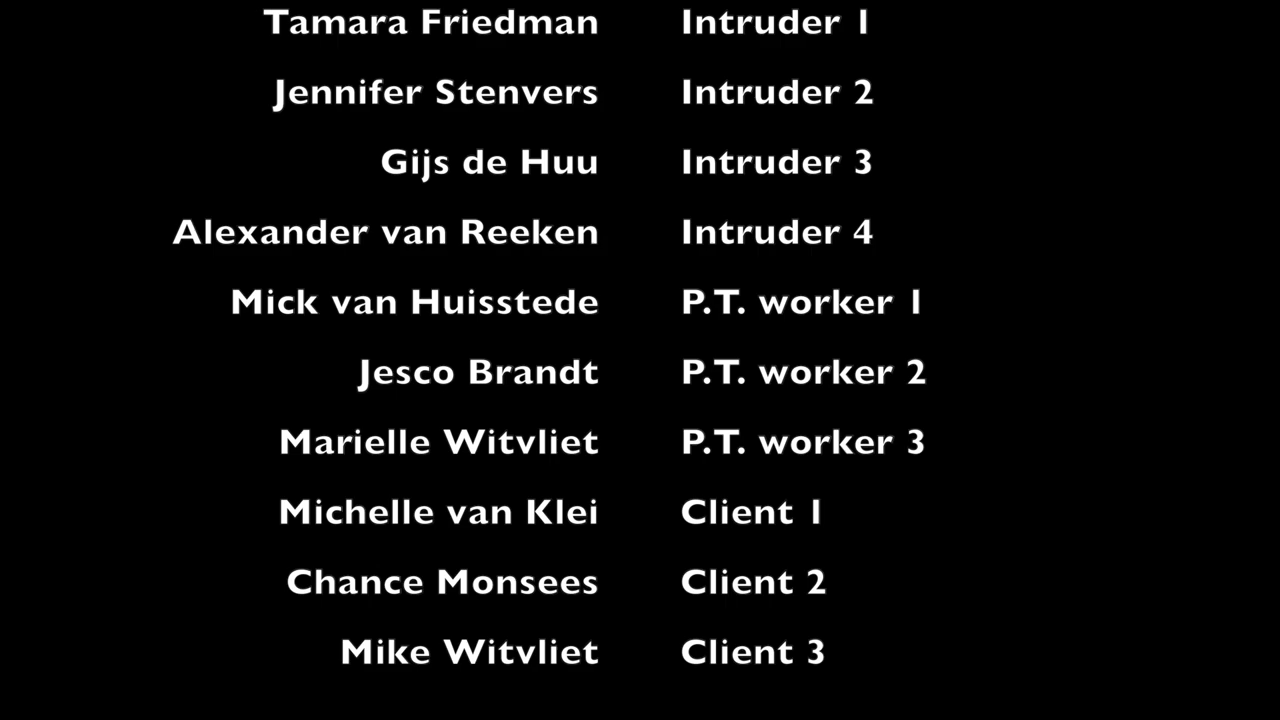 Tamara Friedman Intruder 1
Jennifer Stenvers Intruder 2
Gijs de Huu Intruder 3
Alexander van Reeken Intruder 4
Mick van Huisstede P.T. worker 1
Jesco Brandt P.T. worker 2
Marielle Witvliet P.T. worker 3
Michelle van Klei Client 1
Chance Monsees Client 2
Mike Witvliet Client 3